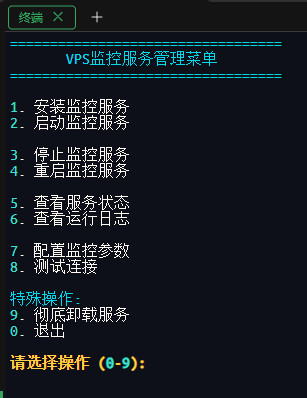 终端
==================================
VPS监控服务管理菜单
==================================
1. 安装监控服务
2. 启动监控服务
3. 停止监控服务
4. 重启监控服务
5. 查看服务状态
6. 查看运行日志
7. 配置监控参数
8. 测试连接
特殊操作:
9. 彻底卸载服务
0. 退出
请选择操作 (0-9):